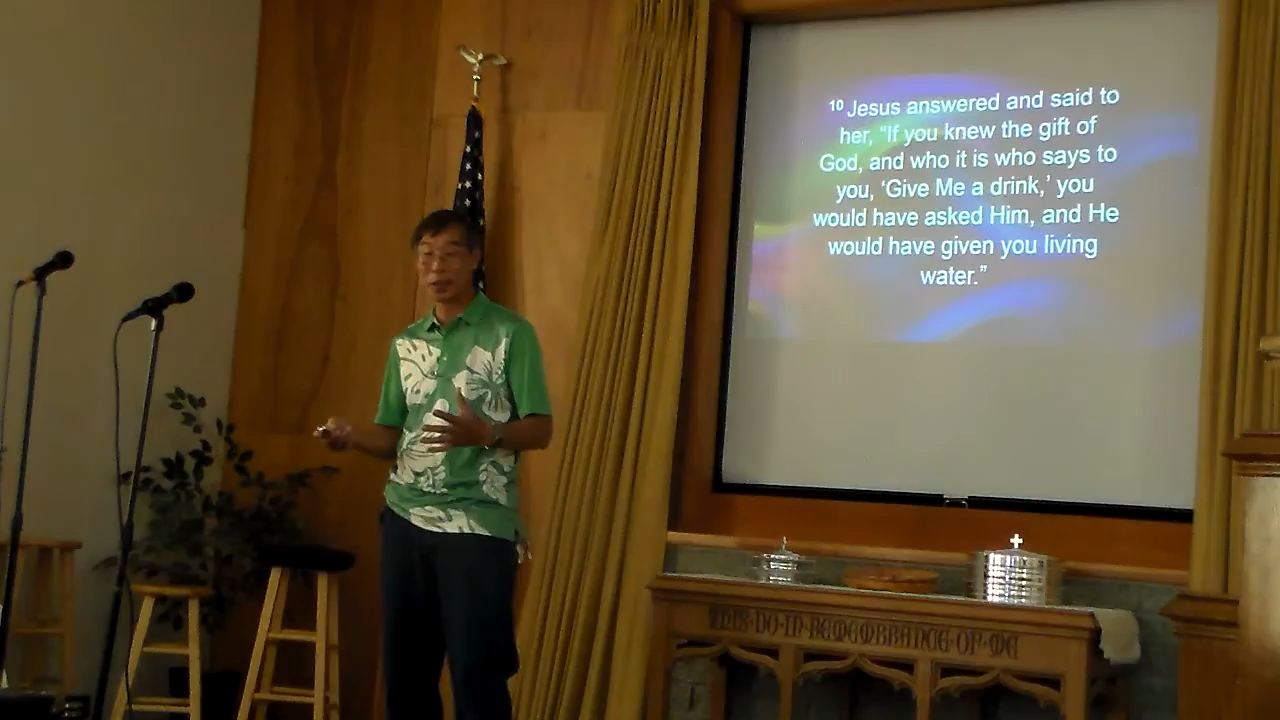 10 Jesus answered and said to
her, “If you knew the gift of
God, and who it is who says to
you, ‘Give Me a drink,’ you
would have asked Him, and He
would have given you living
water.”
THIS·DO·IN·REMEMBRANCE·OF·ME